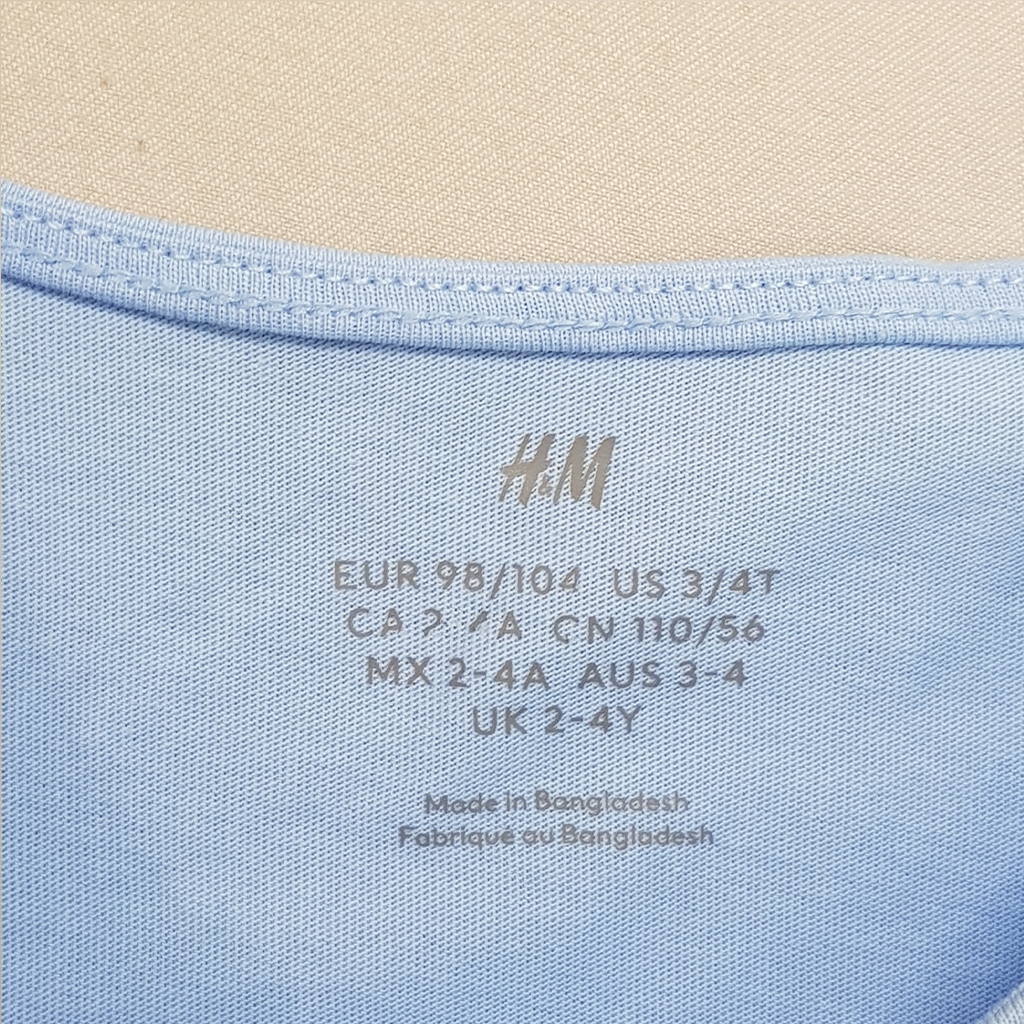 H&M
EUR 98/104 US 3/4T
CA CN 110/56
MX 2-4A AUS 3-4
UK 2-4Y
Made in Bangladesh
Fabriqué au Bangladesh